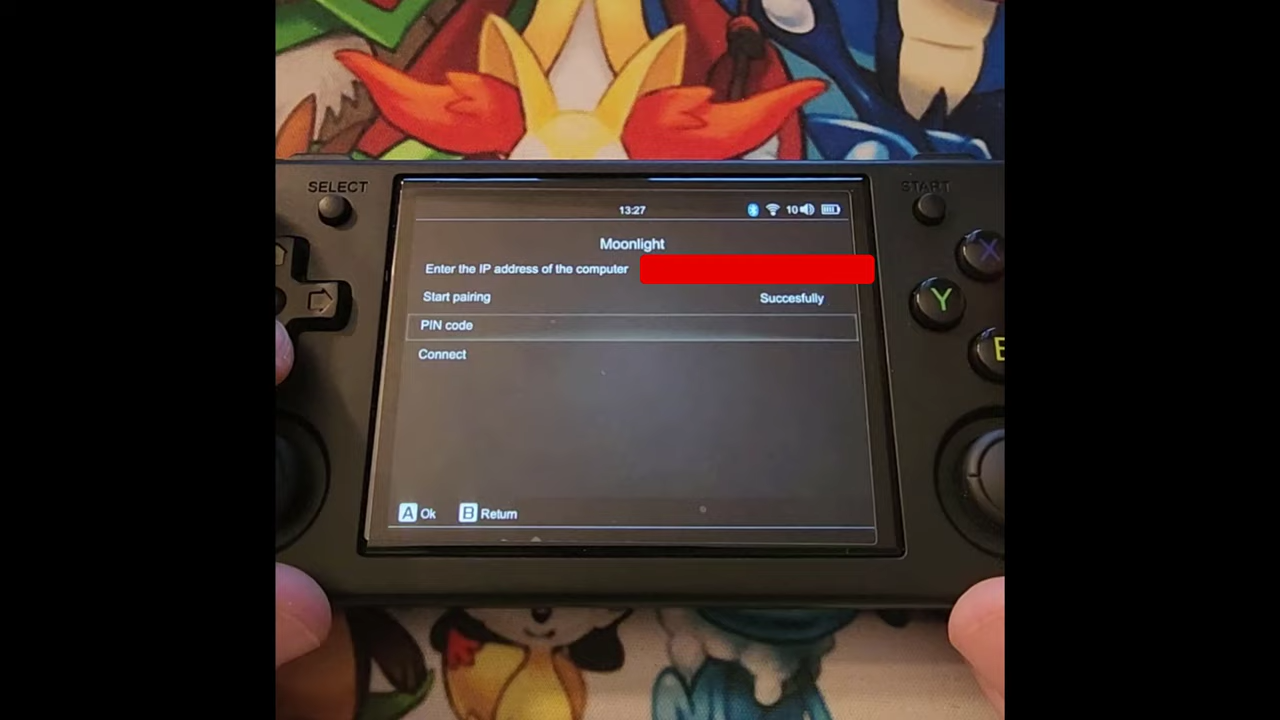 SELECT
START
13:27
10
Moonlight
Enter the IP address of the computer
Start pairing Succesfully
PIN code
Connect
A Ok B Return
X
Y
B